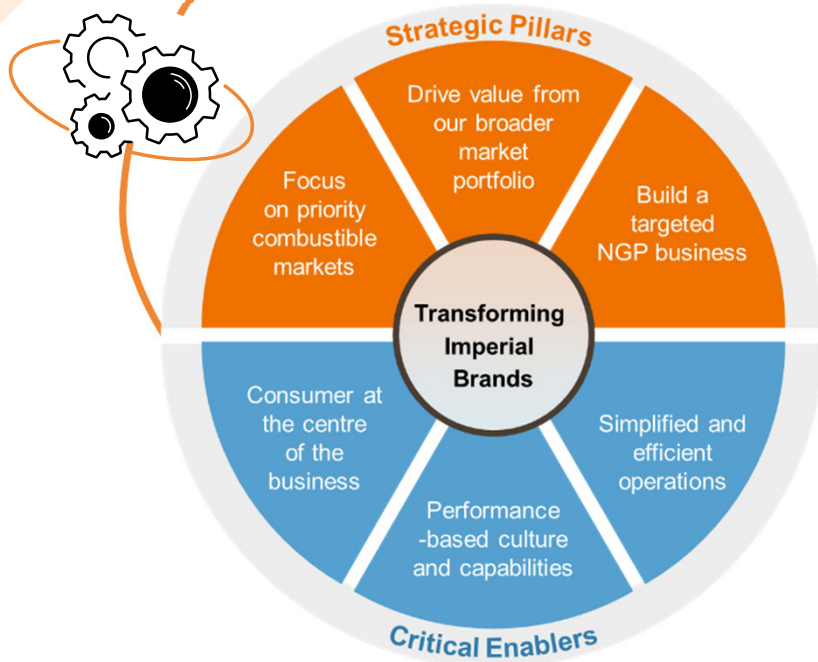 Strategic Pillars
Focus
on priority
combustible
markets
Drive value from
our broader
market
portfolio
Build a
targeted
NGP business
Transforming
Imperial
Brands
Consumer at
the centre
of the
business
Performance
-based culture
and capabilities
Simplified and
efficient
operations
Critical Enablers